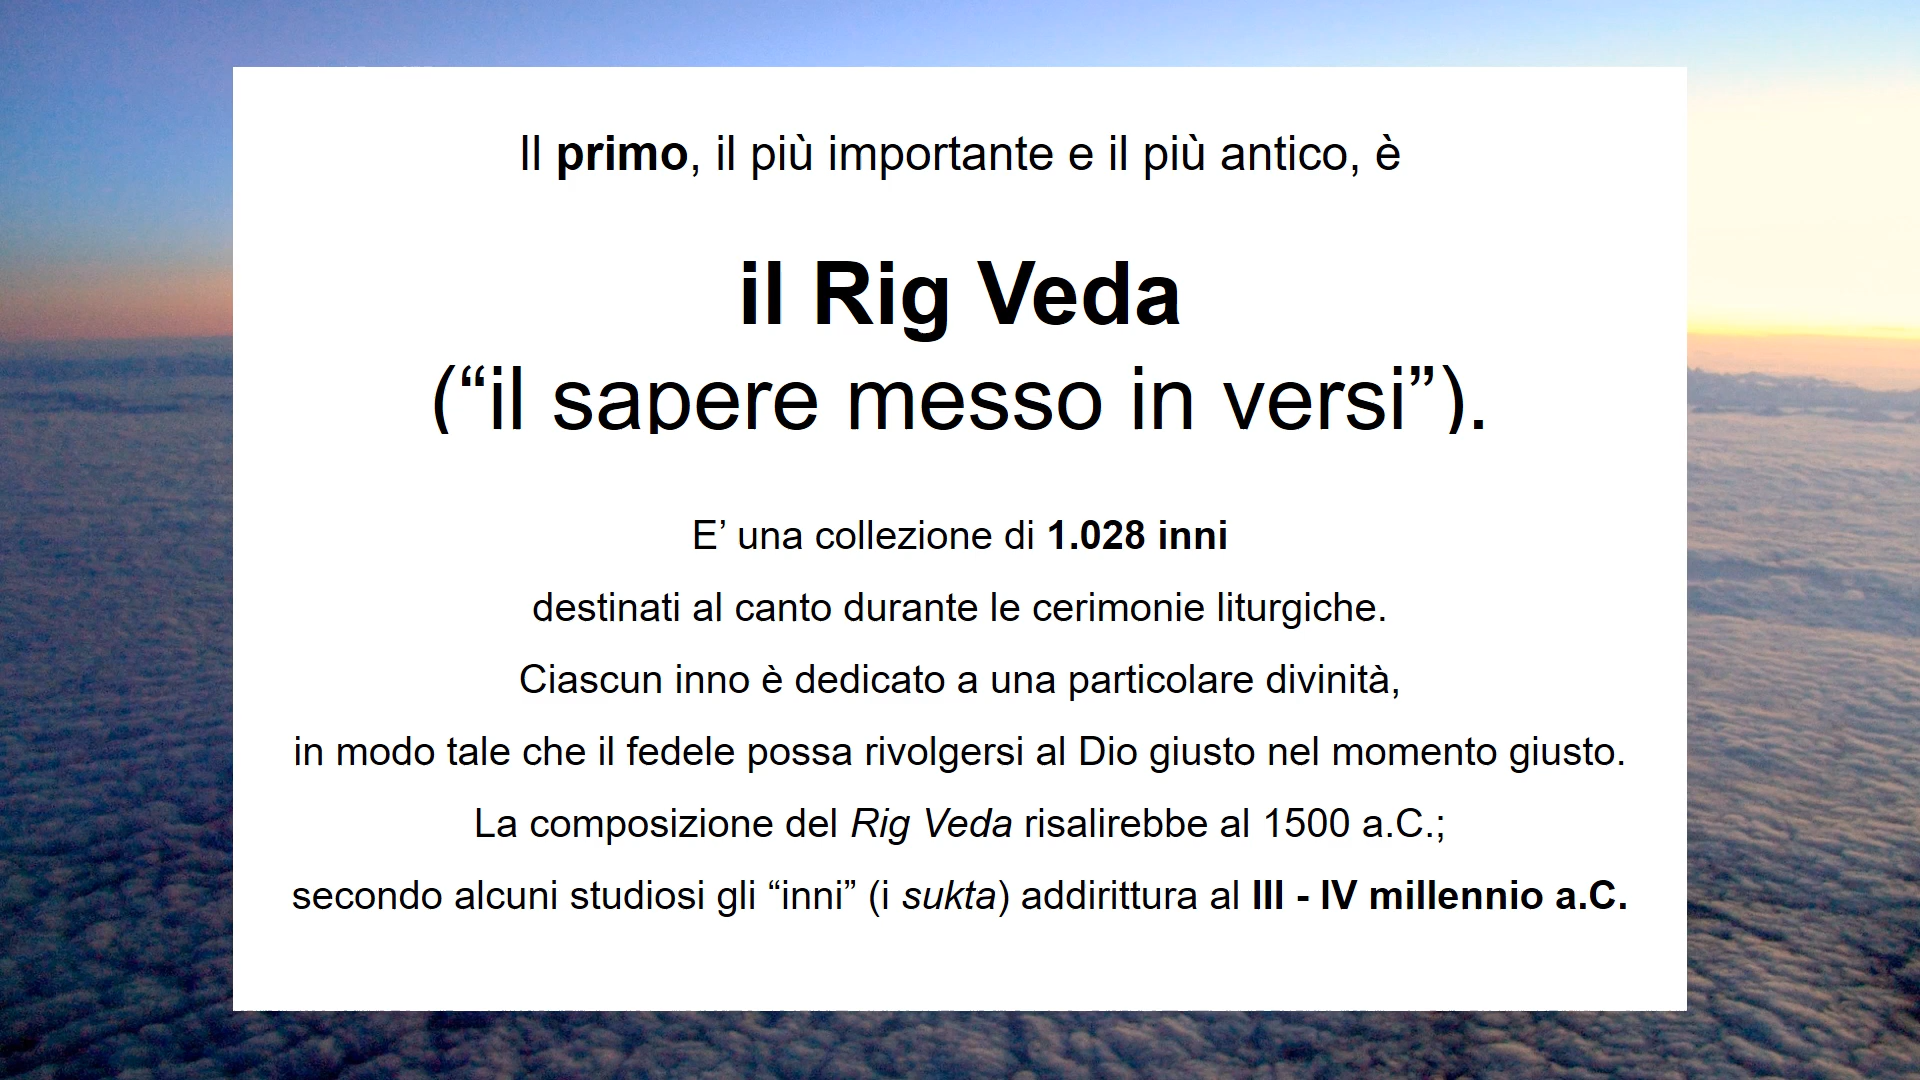 Il primo, il più importante e il più antico, è
il Rig Veda
(“il sapere messo in versi”).
E’ una collezione di 1.028 inni
destinati al canto durante le cerimonie liturgiche.
Ciascun inno è dedicato a una particolare divinità,
in modo tale che il fedele possa rivolgersi al Dio giusto nel momento giusto.
La composizione del Rig Veda risalirebbe al 1500 a.C.;
secondo alcuni studiosi gli “inni” (i sukta) addirittura al III - IV millennio a.C.